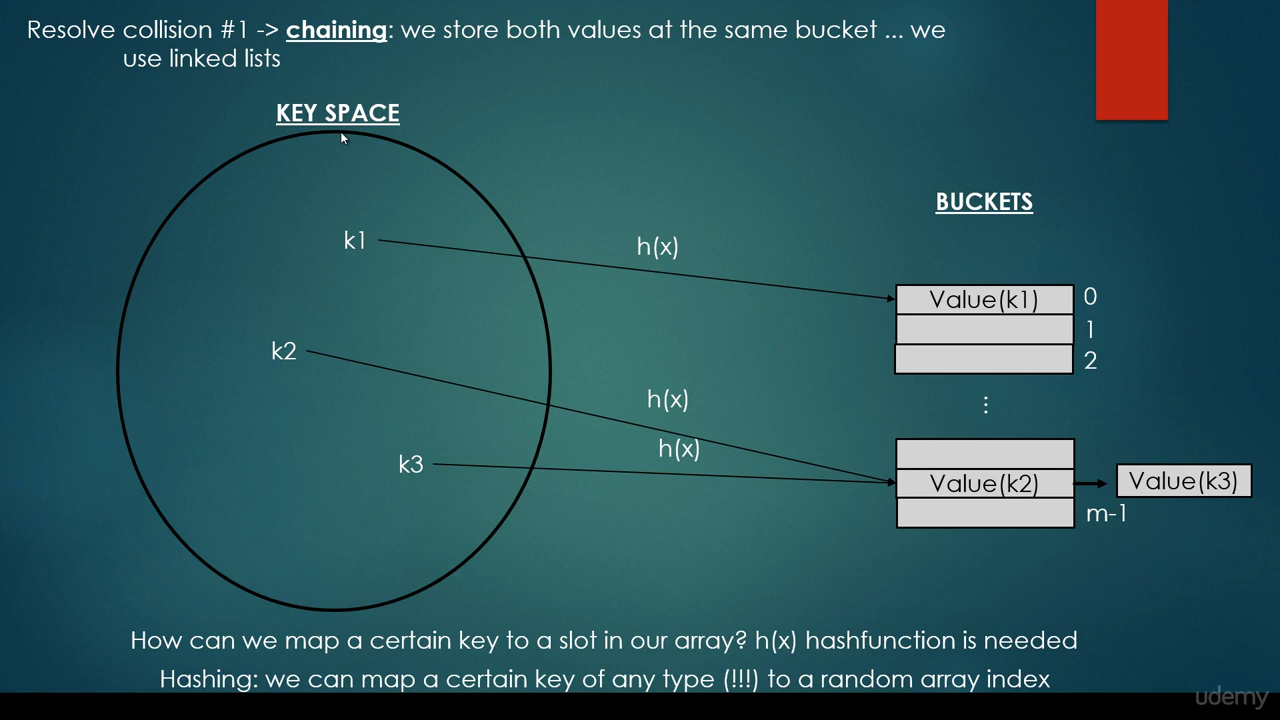 Resolve collision #1 -> chaining: we store both values at the same bucket ... we
use linked lists
KEY SPACE
BUCKETS
k1
h(x)
Value(k1)
0
1
k2
2
h(x)
⋮
h(x)
k3
Value(k2)
Value(k3)
m-1
How can we map a certain key to a slot in our array? h(x) hashfunction is needed
Hashing: we can map a certain key of any type (!!!) to a random array index
udemy